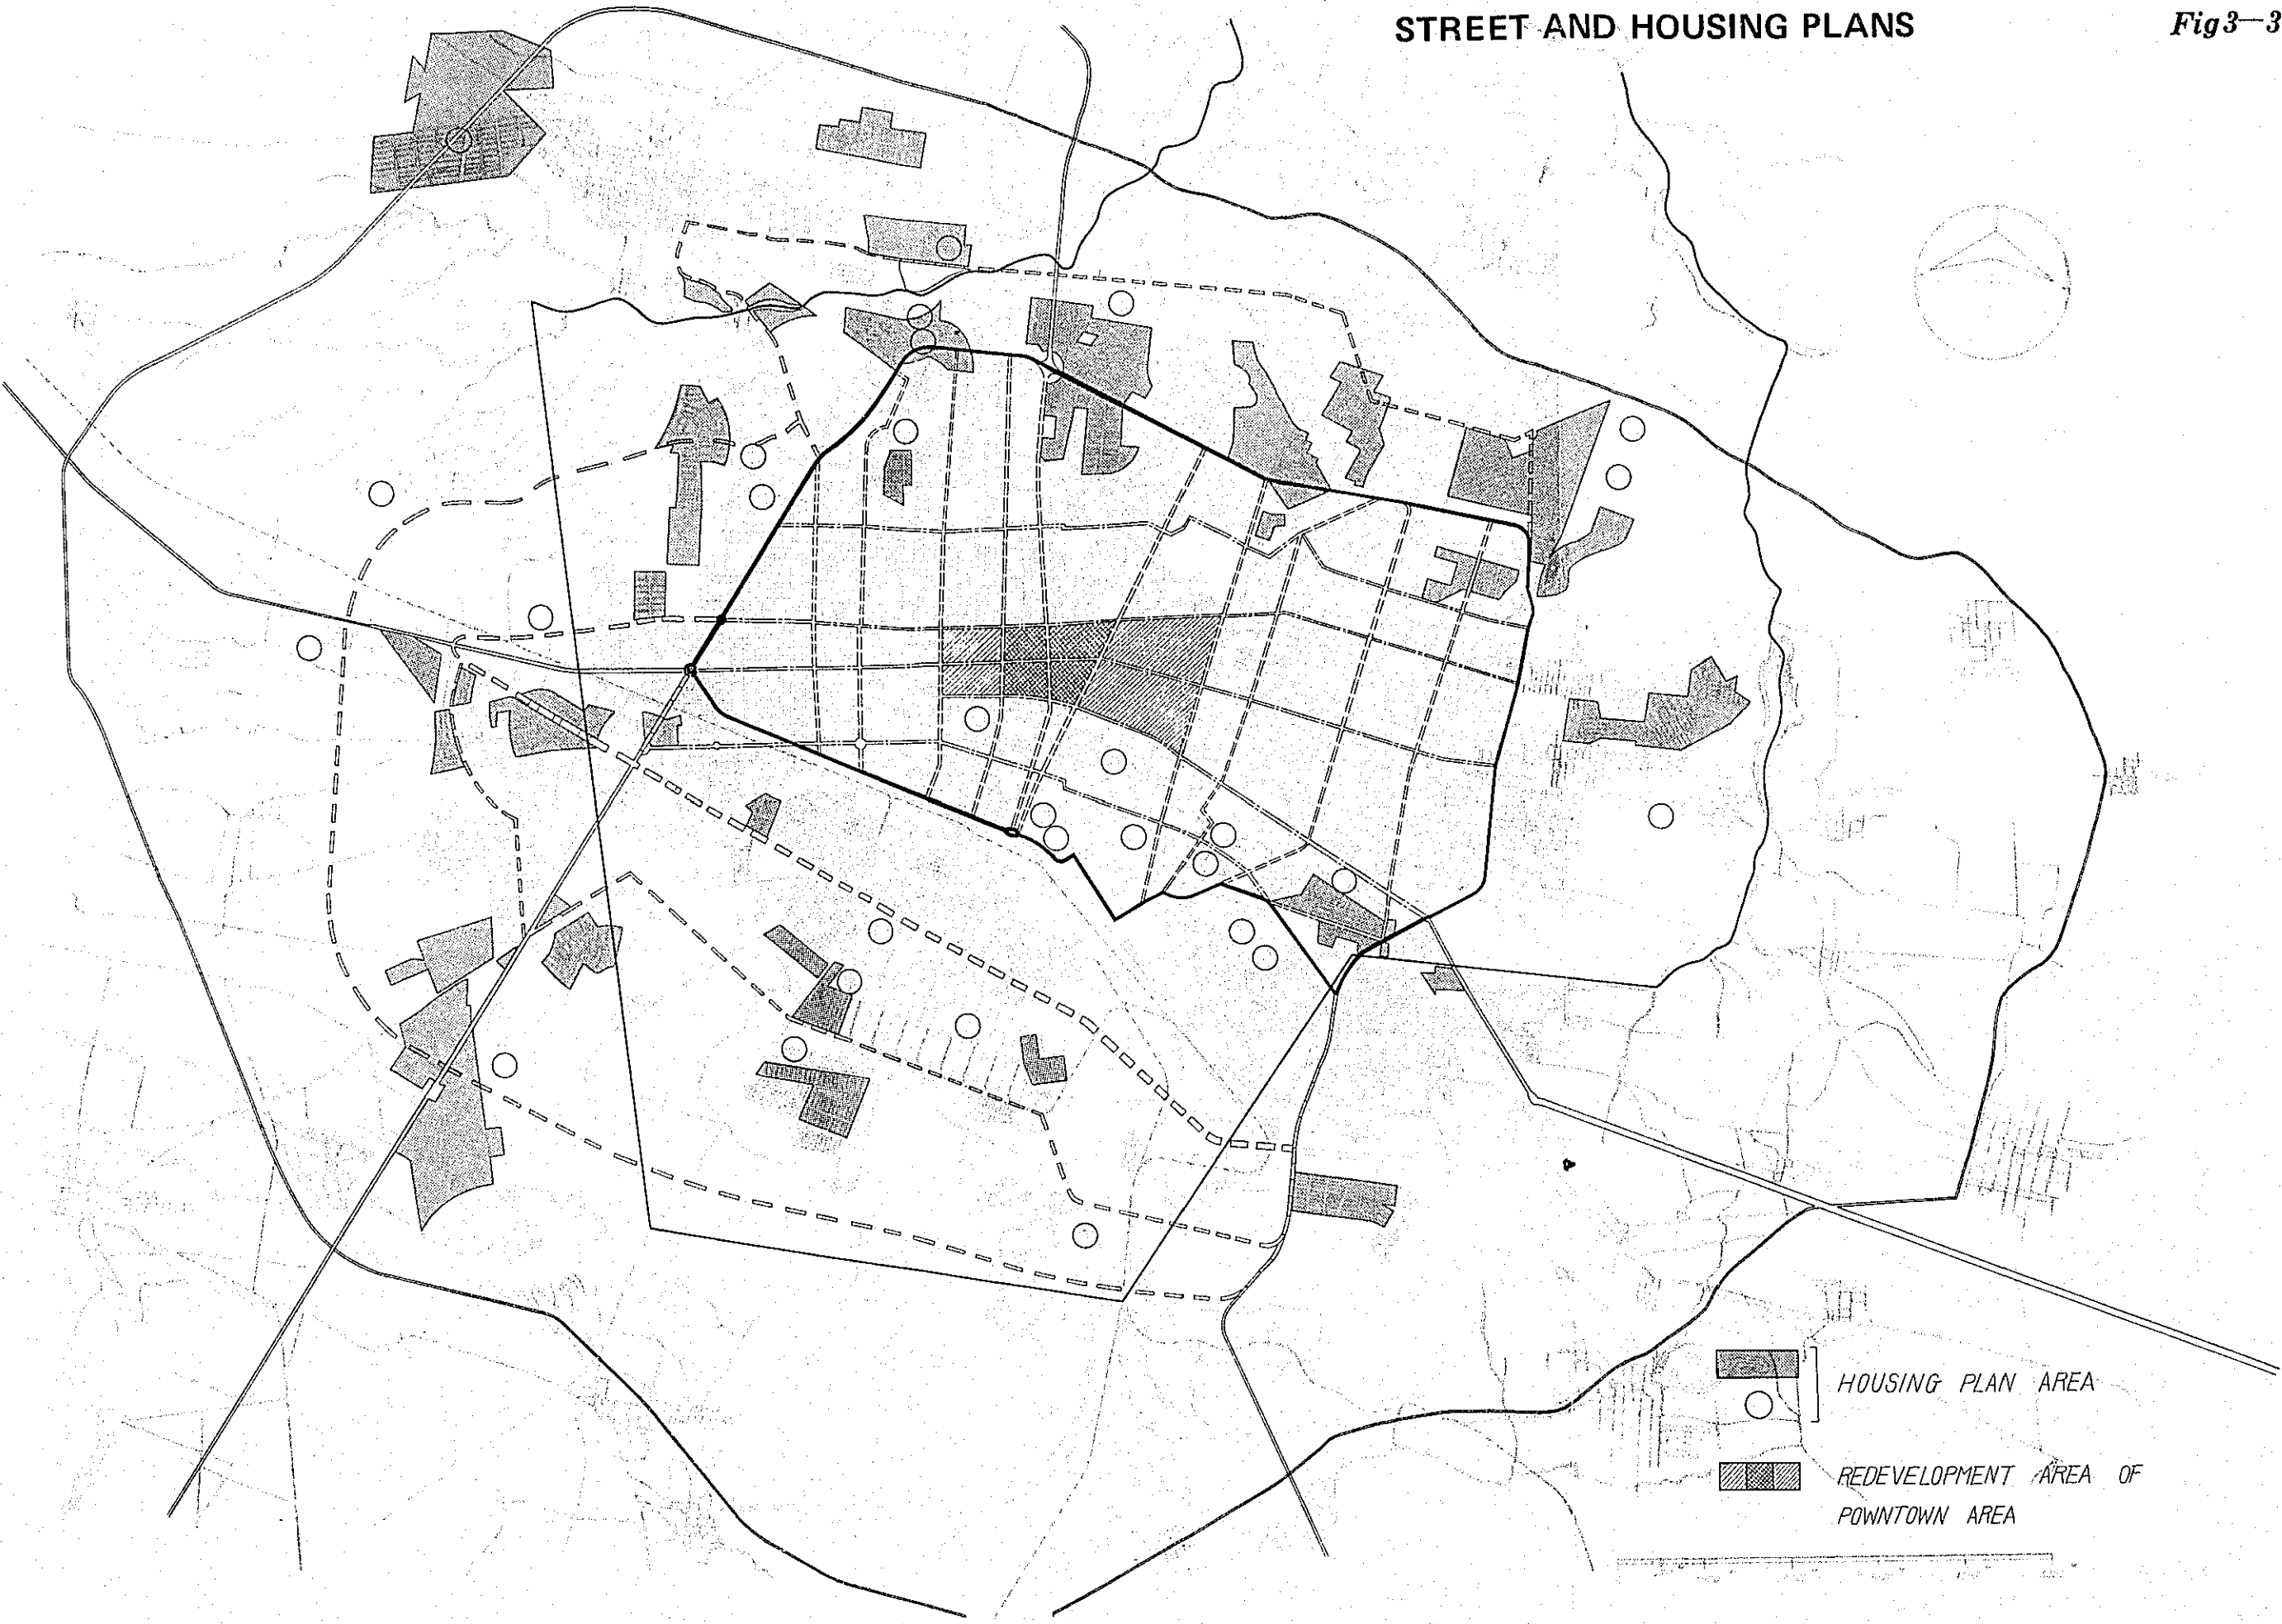 STREET AND HOUSING PLANS
Fig 3—3
HOUSING PLAN AREA
REDEVELOPMENT AREA OF
POWNTOWN AREA